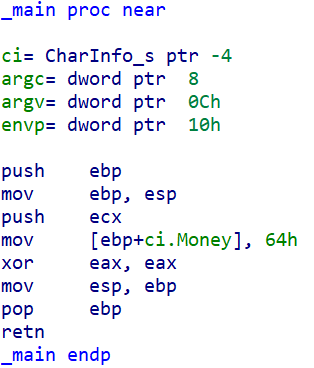 _main proc near
ci= CharInfo_s ptr -4
argc= dword ptr  8
argv= dword ptr  0Ch
envp= dword ptr  10h
push    ebp
mov     ebp, esp
push    ecx
mov     [ebp+ci.Money], 64h
xor     eax, eax
mov     esp, ebp
pop     ebp
retn
_main endp